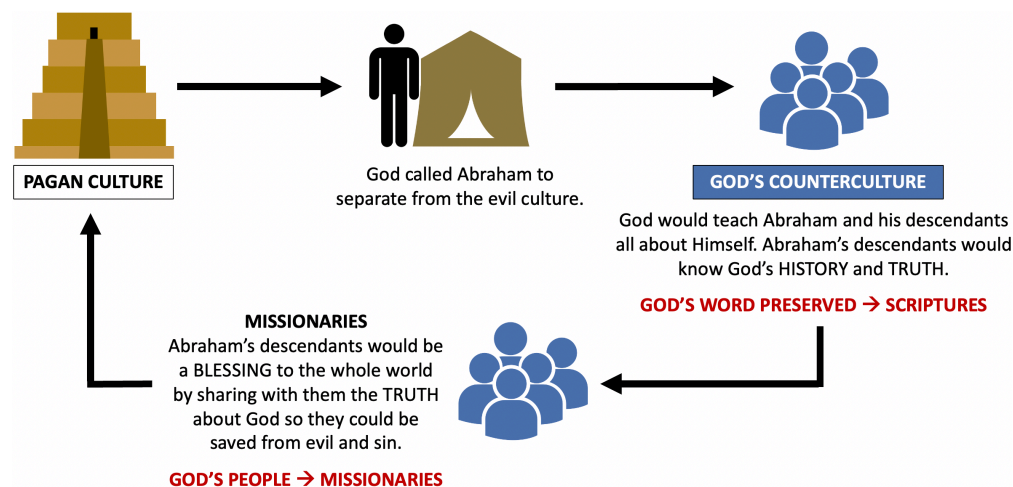 PAGAN CULTURE
God called Abraham to
separate from the evil culture.
GOD'S COUNTERCULTURE
God would teach Abraham and his descendants
all about Himself. Abraham's descendants would
know God's HISTORY and TRUTH.
GOD'S WORD PRESERVED → SCRIPTURES
MISSIONARIES
Abraham's descendants would be
a BLESSING to the whole world
by sharing with them the TRUTH
about God so they could be
saved from evil and sin.
GOD'S PEOPLE → MISSIONARIES